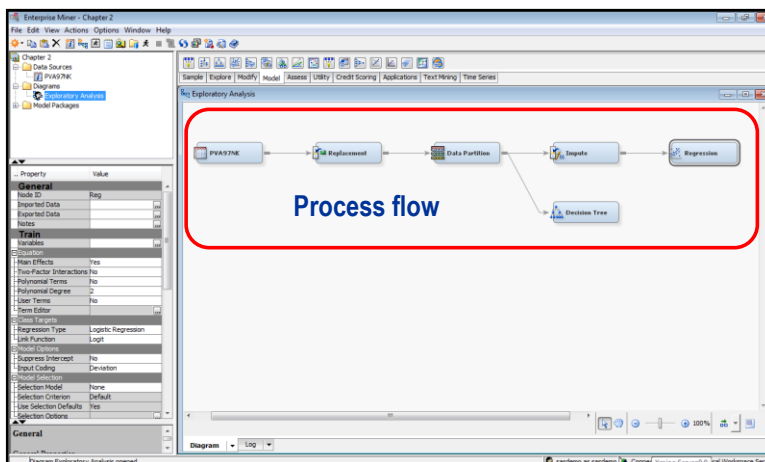 Enterprise Miner - Chapter 2
File Edit View Actions Options Window Help
Chapter 2
Data Sources
PVA97NK
Diagrams
Exploratory Analysis
Model Packages
Sample Explore Modify Model Assess Utility Credit Scoring Applications Text Mining Time Series
Exploratory Analysis
PVA97NK
Replacement
Data Partition
Impute
Regression
Decision Tree
Process flow
.. Property Value
General
Node ID Reg
Imported Data
Exported Data
Notes
Train
Variables
Equation
Main Effects Yes
Two-Factor Interactions No
Polynomial Terms No
Polynomial Degree 2
User Terms No
Term Editor
Class Targets
Regression Type Logistic Regression
Link Function Logit
Model Options
Suppress Intercept No
Input Coding Deviation
Model Selection
Selection Model None
Selection Criterion Default
Use Selection Defaults Yes
Selection Options
General
100%
Diagram Log
Diagram Exploratory Analysis opened